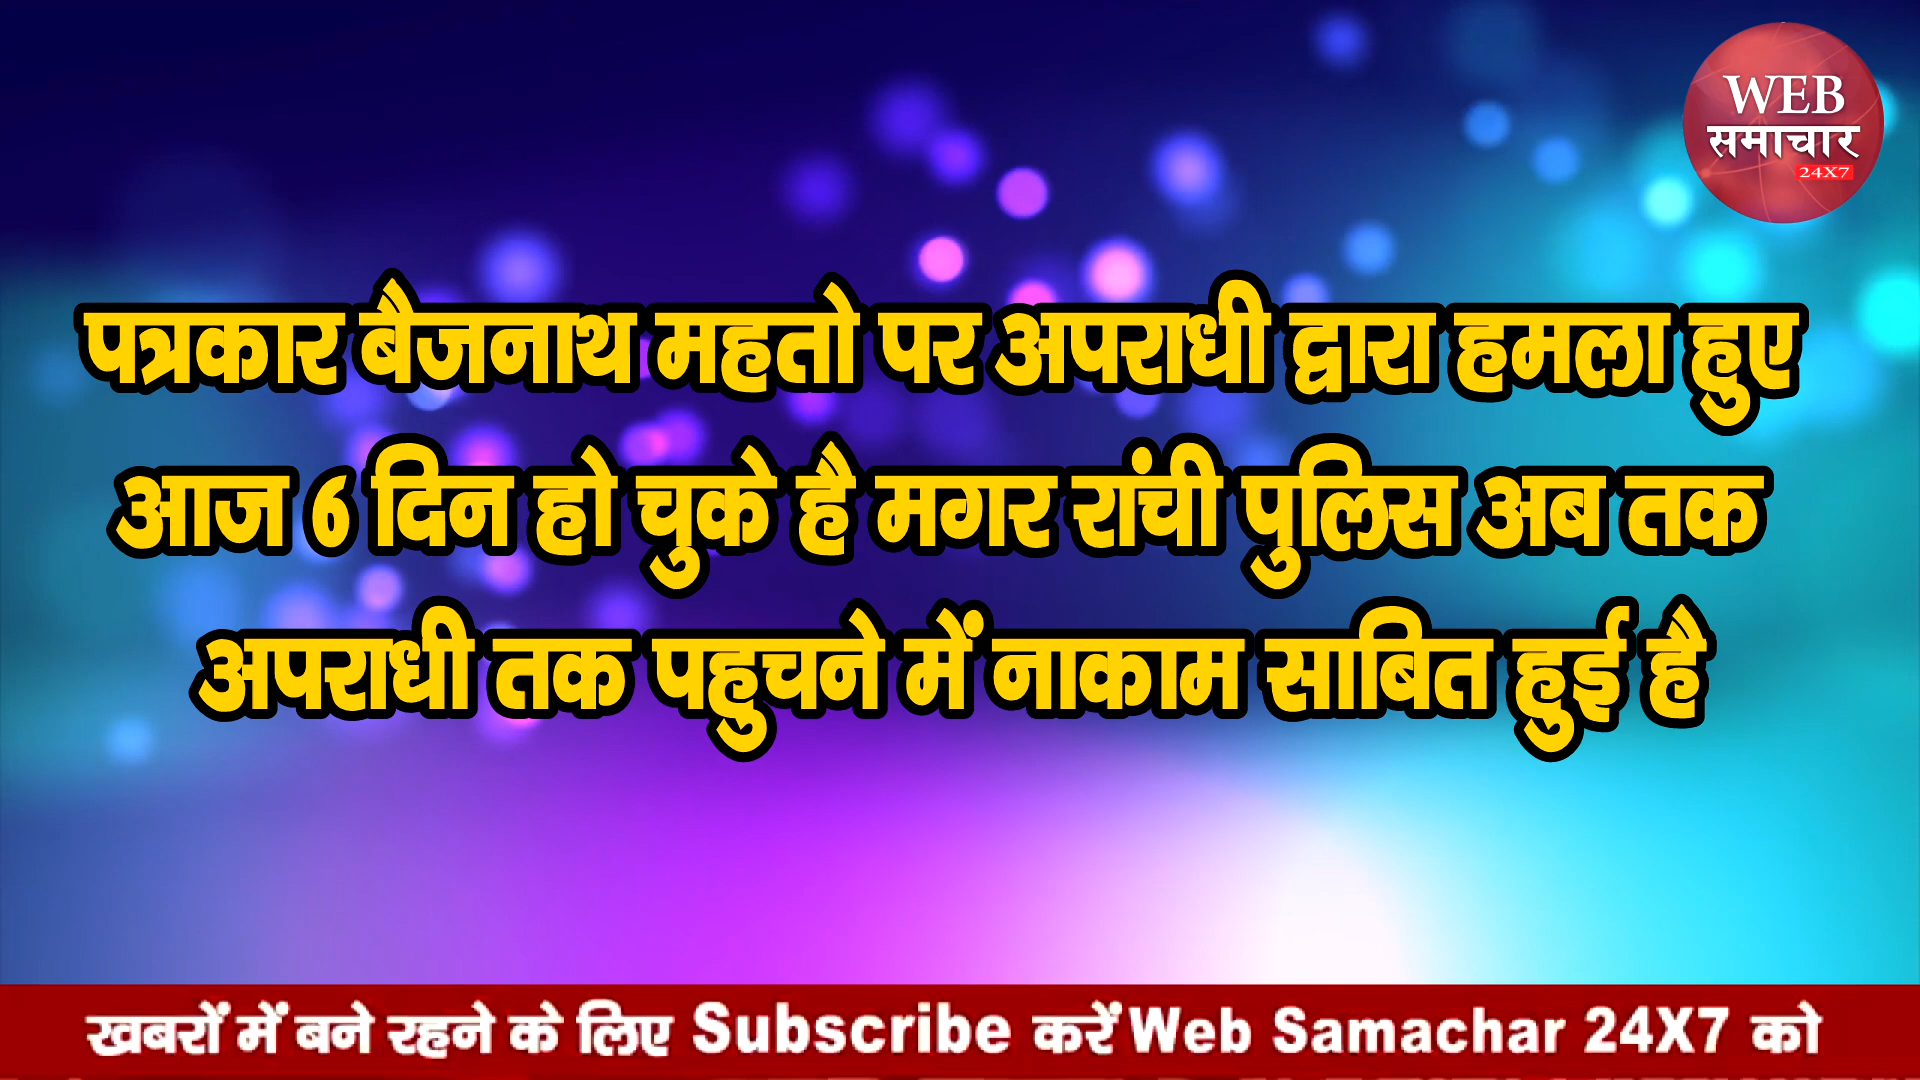 WEB
समाचार
24X7
पत्रकार बैजनाथ महतो पर अपराधी द्वारा हमला हुए
आज 6 दिन हो चुके है मगर रांची पुलिस अब तक
अपराधी तक पहुचने में नाकाम साबित हुई है
खबरों में बने रहने के लिए Subscribe करें Web Samachar 24X7 को